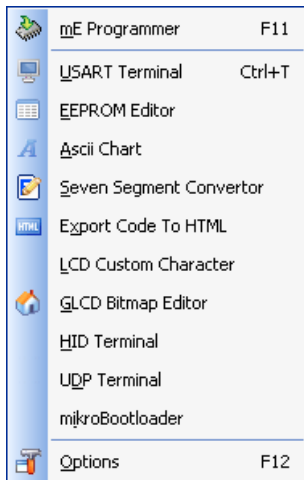 mE Programmer F11
USART Terminal Ctrl+T
EEPROM Editor
Ascii Chart
Seven Segment Convertor
HTML Export Code To HTML
LCD Custom Character
GLCD Bitmap Editor
HID Terminal
UDP Terminal
mikroBootloader
Options F12